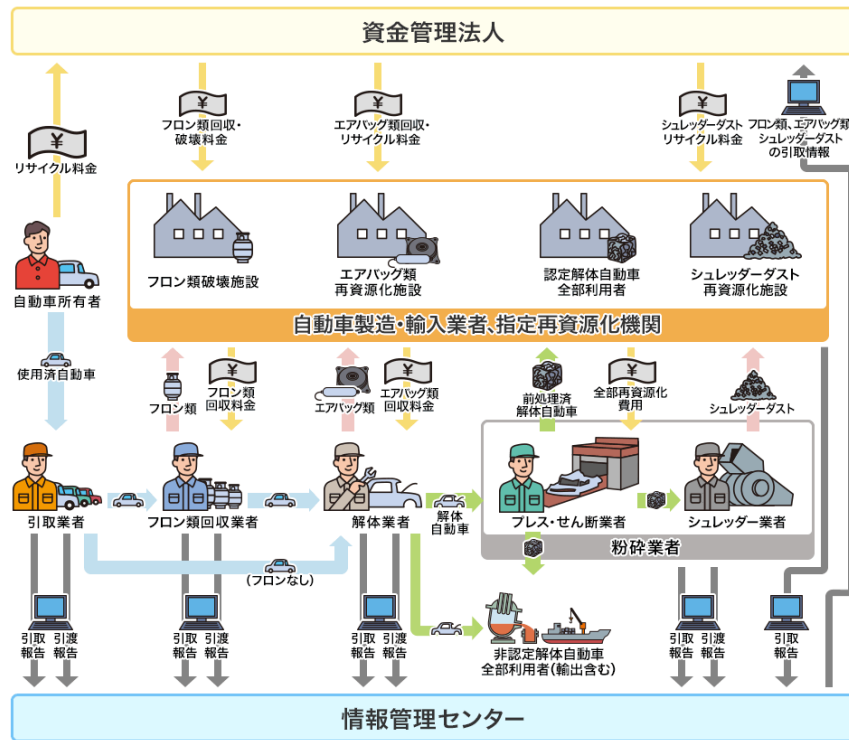 資金管理法人
¥
リサイクル料金
¥
フロン類回収・
破壊料金
¥
エアバッグ類回収・
リサイクル料金
¥
シュレッダーダスト
リサイクル料金
フロン類、エアバッグ類
シュレッダーダスト
の引取情報
自動車所有者
フロン類破壊施設
エアバッグ類
再資源化施設
認定解体自動車
全部利用者
シュレッダーダスト
再資源化施設
自動車製造・輸入業者、指定再資源化機関
使用済自動車
フロン類
¥
フロン類
回収料金
エアバッグ類
¥
エアバッグ類
回収料金
前処理済
解体自動車
¥
全部再資源化
費用
シュレッダーダスト
引取業者
フロン類回収業者
解体業者
解体
自動車
プレス・せん断業者
シュレッダー業者
粉砕業者
(フロンなし)
引取
報告
引渡
報告
引取
報告
引渡
報告
引取
報告
引渡
報告
非認定解体自動車
全部利用者(輸出含む)
引取
報告
引渡
報告
引取
報告
情報管理センター